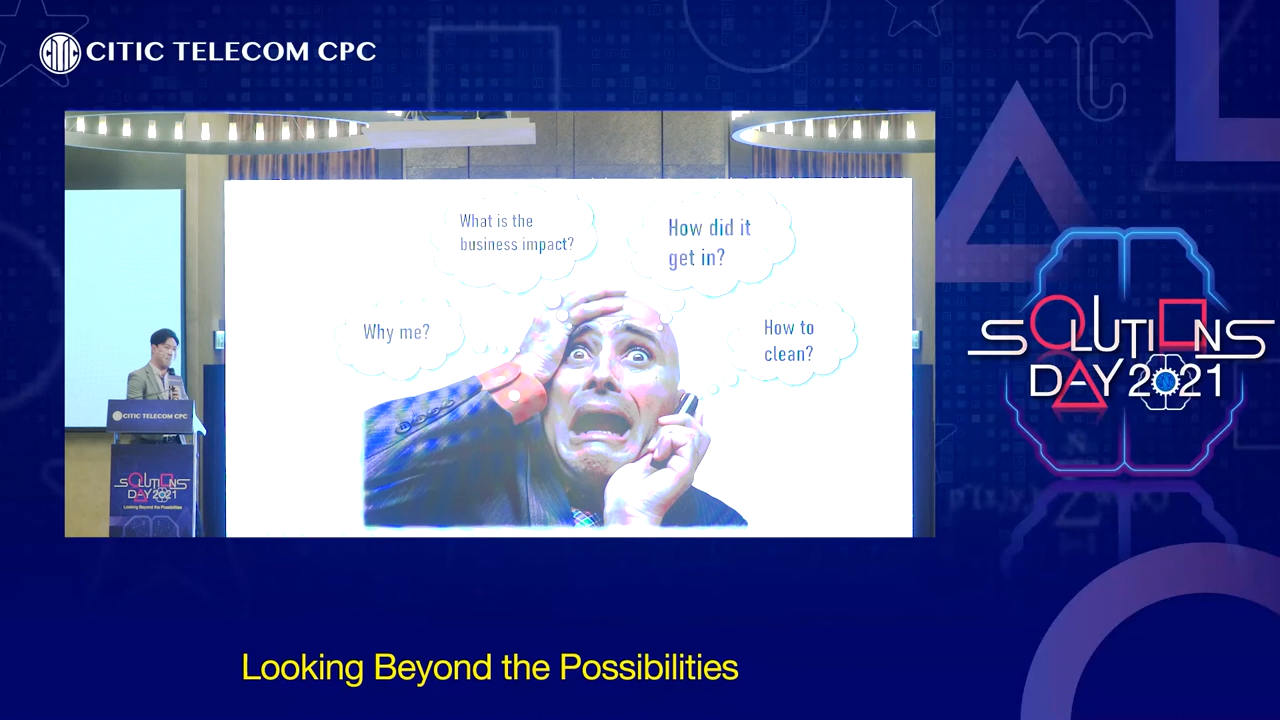 CITIC TELECOM CPC
What is the
business impact?
How did it
get in?
Why me?
How to
clean?
CITIC TELECOM CPC
SOLUTIONS
DAY 2021
Looking Beyond the Possibilities
SOLUTIONS
DAY 2021
Looking Beyond the Possibilities